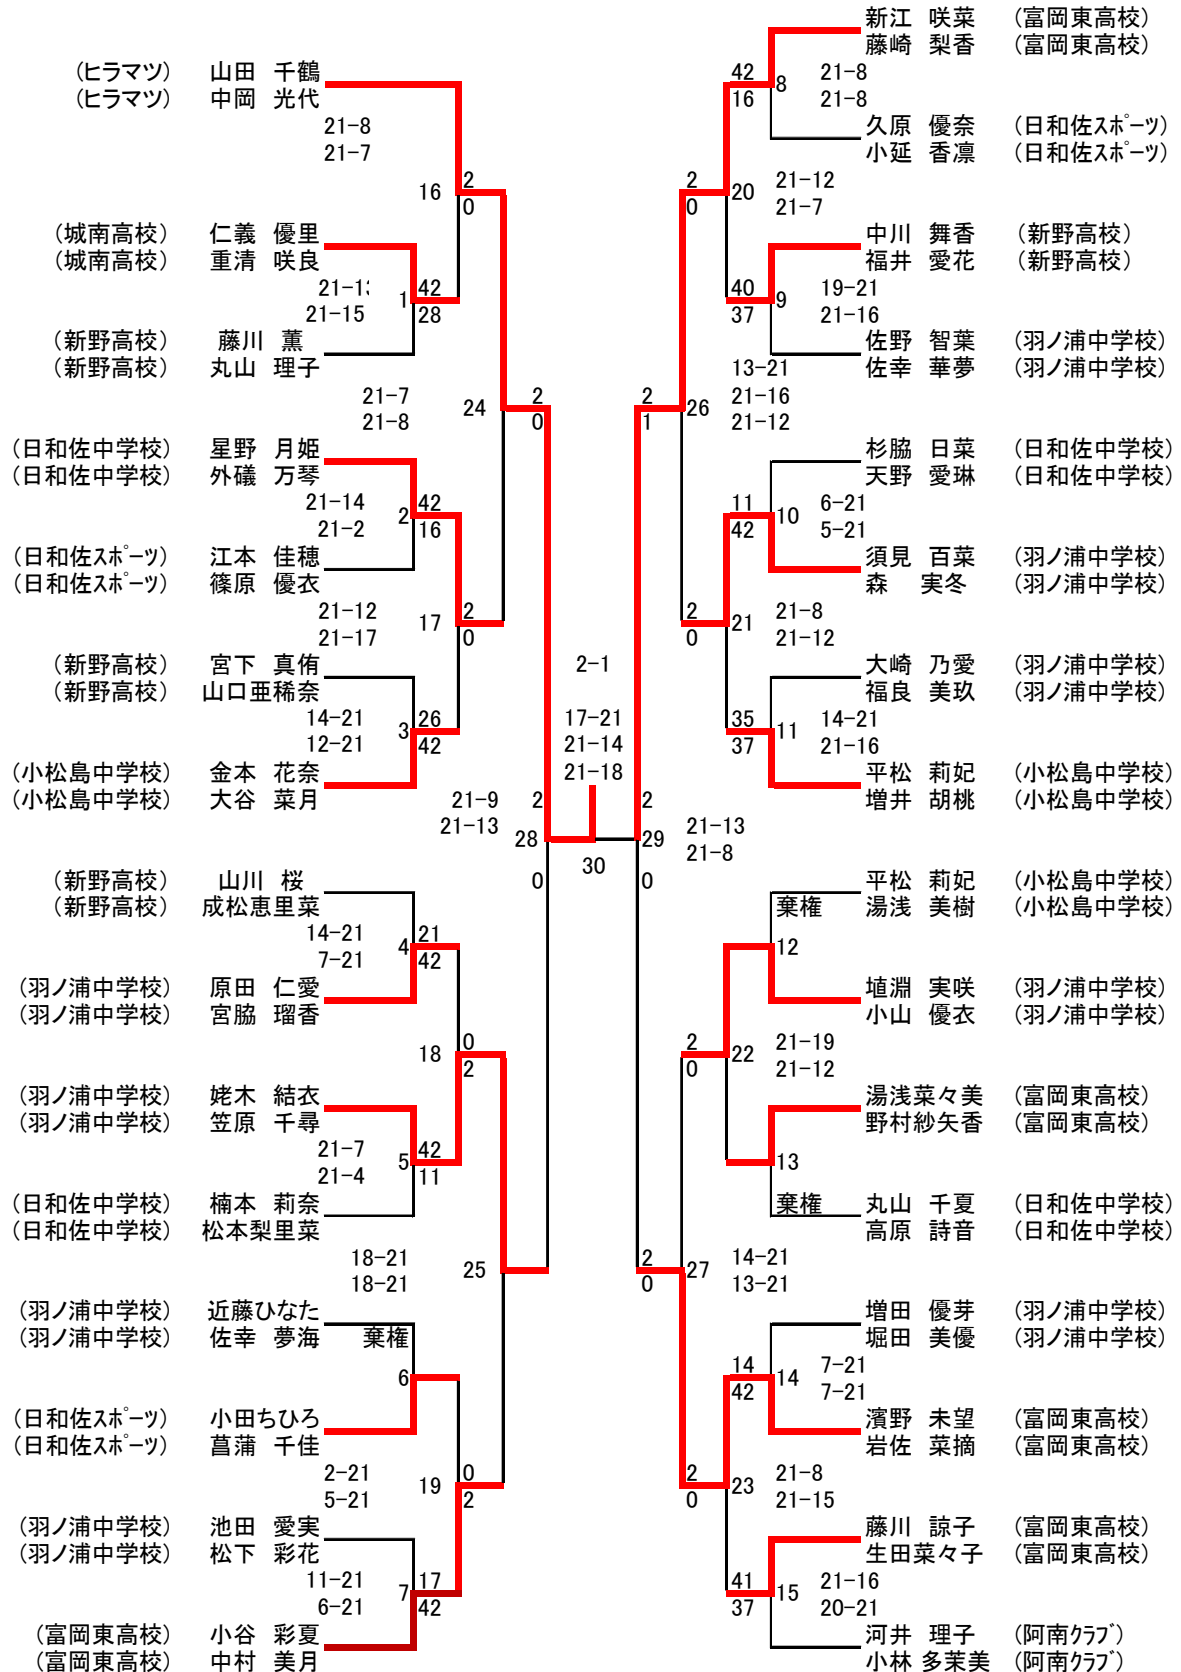 (ヒラマツ) 山田 千鶴
(ヒラマツ) 中岡 光代
21-8
21-7
16
2
0
(城南高校) 仁義 優里
(城南高校) 重清 咲良
21-15
1
42
28
(新野高校) 藤川 薫
(新野高校) 丸山 理子
21-7
21-8
24
2
0
(日和佐中学校) 星野 月姫
(日和佐中学校) 外礒 万琴
21-14
21-2
2
42
16
(日和佐スポーツ) 江本 佳穂
(日和佐スポーツ) 篠原 優衣
21-12
21-17
17
2
0
(新野高校) 宮下 真侑
(新野高校) 山口亜稀奈
14-21
12-21
3
26
42
(小松島中学校) 金本 花奈
(小松島中学校) 大谷 菜月
21-9
21-13
28
2
0
(新野高校) 山川 桜
(新野高校) 成松恵里菜
14-21
7-21
4
21
42
(羽ノ浦中学校) 原田 仁愛
(羽ノ浦中学校) 宮脇 瑠香
18
0
2
(羽ノ浦中学校) 姥木 結衣
(羽ノ浦中学校) 笠原 千尋
21-7
21-4
5
42
11
(日和佐中学校) 楠本 莉奈
(日和佐中学校) 松本梨里菜
18-21
18-21
25
(羽ノ浦中学校) 近藤ひなた
(羽ノ浦中学校) 佐幸 夢海 棄権
6
(日和佐スポーツ) 小田ちひろ
(日和佐スポーツ) 菖蒲 千佳
2-21
5-21
19
0
2
(羽ノ浦中学校) 池田 愛実
(羽ノ浦中学校) 松下 彩花
11-21
6-21
7
17
42
(富岡東高校) 小谷 彩夏
(富岡東高校) 中村 美月
2-1
17-21
21-14
21-18
30
新江 咲菜 (富岡東高校)
藤崎 梨香 (富岡東高校)
42
16
8
21-8
21-8
久原 優奈 (日和佐スポーツ)
小延 香凛 (日和佐スポーツ)
2
0
20
21-12
21-7
中川 舞香 (新野高校)
福井 愛花 (新野高校)
40
37
9
19-21
21-16
佐野 智葉 (羽ノ浦中学校)
佐幸 華夢 (羽ノ浦中学校)
2
1
26
13-21
21-16
21-12
杉脇 日菜 (日和佐中学校)
天野 愛琳 (日和佐中学校)
11
42
10
6-21
5-21
須見 百菜 (羽ノ浦中学校)
森 実冬 (羽ノ浦中学校)
2
0
21
21-8
21-12
大崎 乃愛 (羽ノ浦中学校)
福良 美玖 (羽ノ浦中学校)
35
37
11
14-21
21-16
平松 莉妃 (小松島中学校)
増井 胡桃 (小松島中学校)
2
0
29
21-13
21-8
平松 莉妃 (小松島中学校)
棄権 湯浅 美樹 (小松島中学校)
12
埴淵 実咲 (羽ノ浦中学校)
小山 優衣 (羽ノ浦中学校)
2
0
22
21-19
21-12
湯浅菜々美 (富岡東高校)
野村紗矢香 (富岡東高校)
13
棄権 丸山 千夏 (日和佐中学校)
高原 詩音 (日和佐中学校)
2
0
27
14-21
13-21
増田 優芽 (羽ノ浦中学校)
堀田 美優 (羽ノ浦中学校)
14
42
14
7-21
7-21
濱野 未望 (富岡東高校)
岩佐 菜摘 (富岡東高校)
2
0
23
21-8
21-15
藤川 諒子 (富岡東高校)
生田菜々子 (富岡東高校)
41
37
15
21-16
20-21
河井 理子 (阿南クラブ)
小林 多茉美 (阿南クラブ)